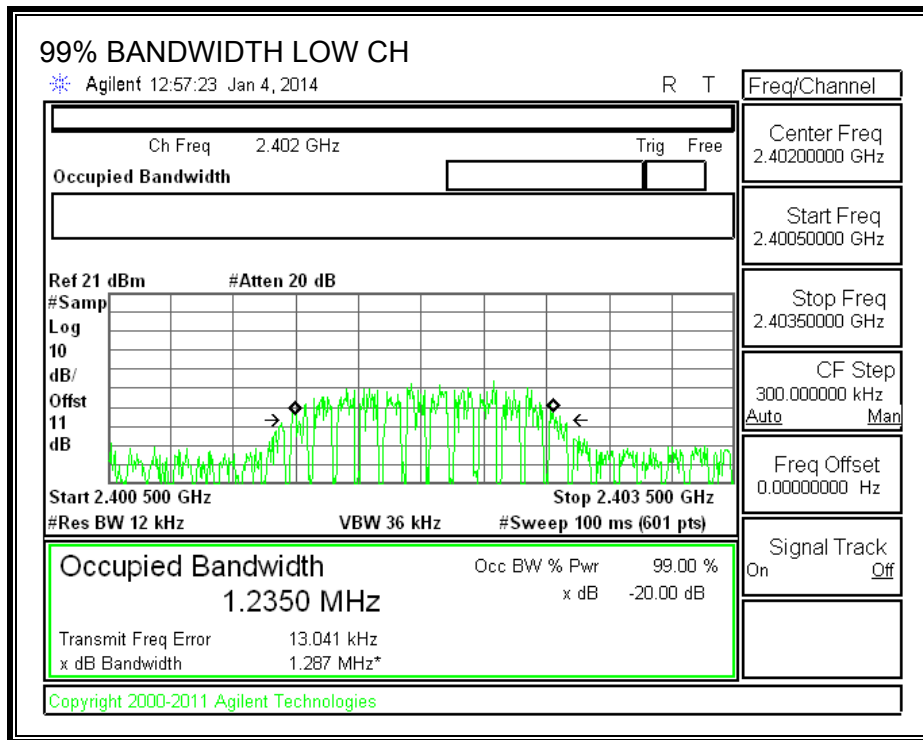 99% BANDWIDTH LOW CH
Agilent 12:57:23 Jan 4, 2014 R T
Freq/Channel
Ch Freq 2.402 GHz Trig Free
Occupied Bandwidth
Center Freq
2.40200000 GHz
Start Freq
2.40050000 GHz
Stop Freq
2.40350000 GHz
CF Step
300.000000 kHz
Auto Man
Freq Offset
0.00000000 Hz
Signal Track
On Off
Ref 21 dBm #Atten 20 dB
#Samp
Log
10
dB/
Offst
11
dB
Start 2.400 500 GHz Stop 2.403 500 GHz
#Res BW 12 kHz VBW 36 kHz #Sweep 100 ms (601 pts)
Occupied Bandwidth Occ BW % Pwr 99.00 %
1.2350 MHz x dB -20.00 dB
Transmit Freq Error 13.041 kHz
x dB Bandwidth 1.287 MHz*
Copyright 2000-2011 Agilent Technologies